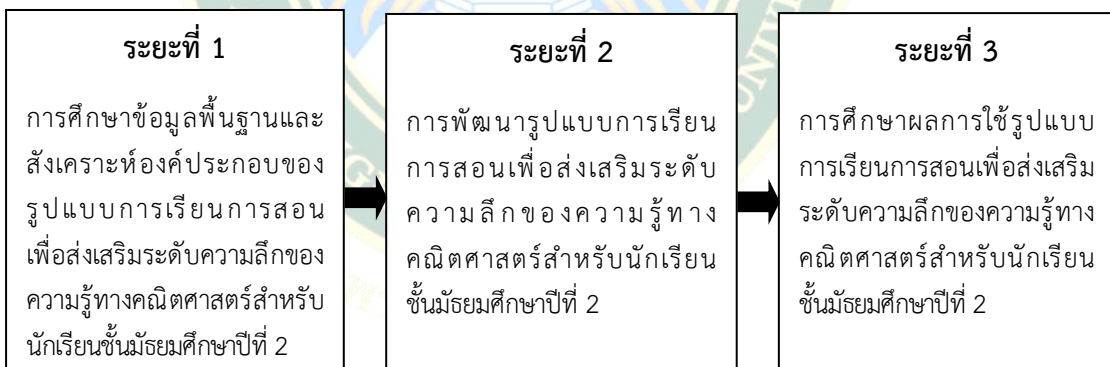 ระยะที่ 1
การศึกษาข้อมูลพื้นฐานและ
สังเคราะห์องค์ประกอบของ
รูปแบบการเรียนการสอน
เพื่อส่งเสริมระดับความลึกของ
ความรู้ทางคณิตศาสตร์สำหรับ
นักเรียนชั้นมัธยมศึกษาปีที่ 2
ระยะที่ 2
การพัฒนารูปแบบการเรียน
การสอนเพื่อส่งเสริมระดับ
ความลึกของความรู้ทาง
คณิตศาสตร์สำหรับนักเรียน
ชั้นมัธยมศึกษาปีที่ 2
ระยะที่ 3
การศึกษาผลการใช้รูปแบบ
การเรียนการสอนเพื่อส่งเสริม
ระดับความลึกของความรู้ทาง
คณิตศาสตร์สำหรับนักเรียน
ชั้นมัธยมศึกษาปีที่ 2